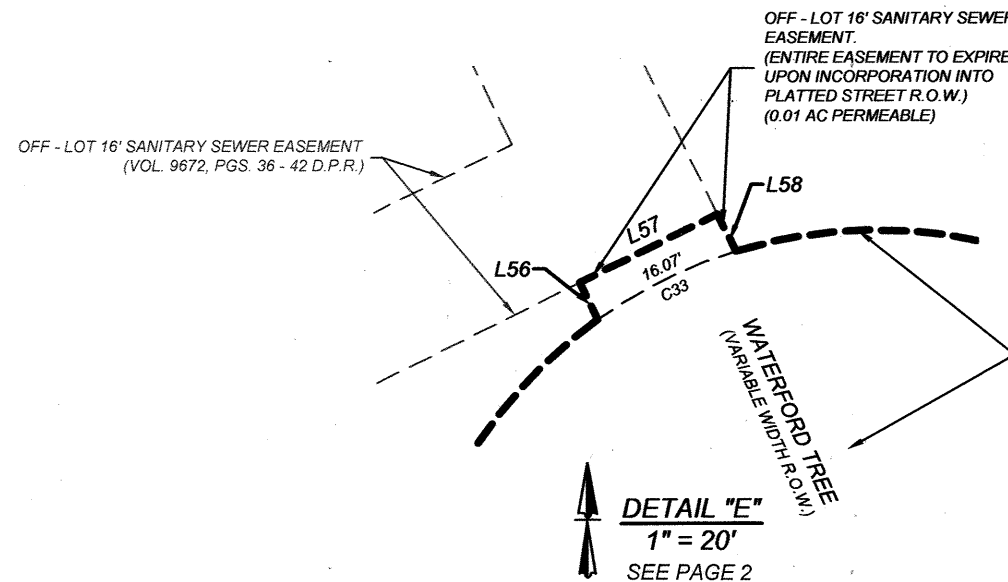 OFF - LOT 16' SANITARY SEWER
EASEMENT.
(ENTIRE EASEMENT TO EXPIRE
UPON INCORPORATION INTO
PLATTED STREET R.O.W.)
(0.01 AC PERMEABLE)
OFF - LOT 16' SANITARY SEWER EASEMENT
(VOL. 9672, PGS. 36 - 42 D.P.R.)
L58
L57
L56
16.07'
C33
WATERFORD TREE
(VARIABLE WIDTH R.O.W.)
DETAIL "E"
1" = 20'
SEE PAGE 2